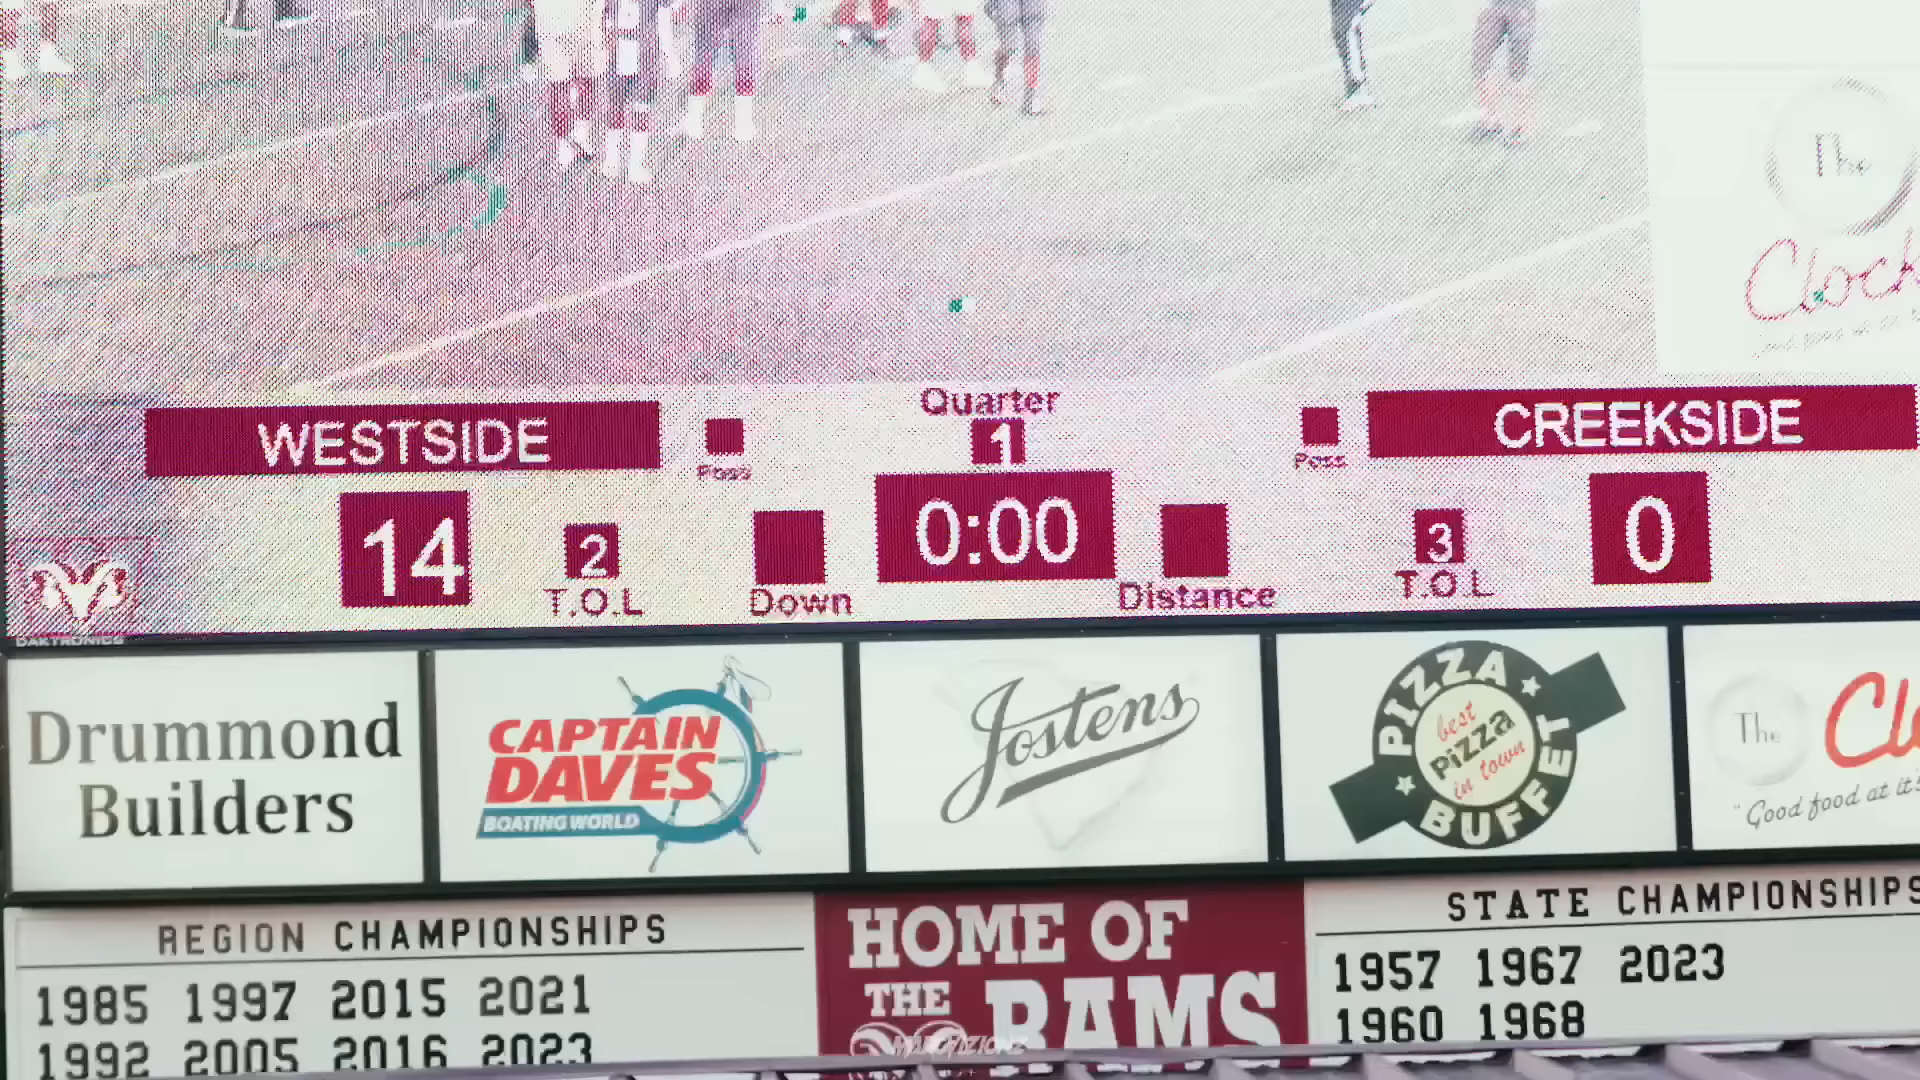 The
Clock
Quarter
WESTSIDE
1
CREEKSIDE
Poss
Poss
14
2
0:00
3
0
T.O.L
Down
Distance
T.O.L
DAKTRONICS
Drummond
Builders
CAPTAIN
DAVES
BOATING WORLD
Jostens
PIZZA
best
pizza
in town
BUFFET
The
"Good food at it's
REGION CHAMPIONSHIPS
1985 1997 2015 2021
1992 2005 2016 2023
HOME OF
THE
RAMS
STATE CHAMPIONSHIPS
1957 1967 2023
1960 1968